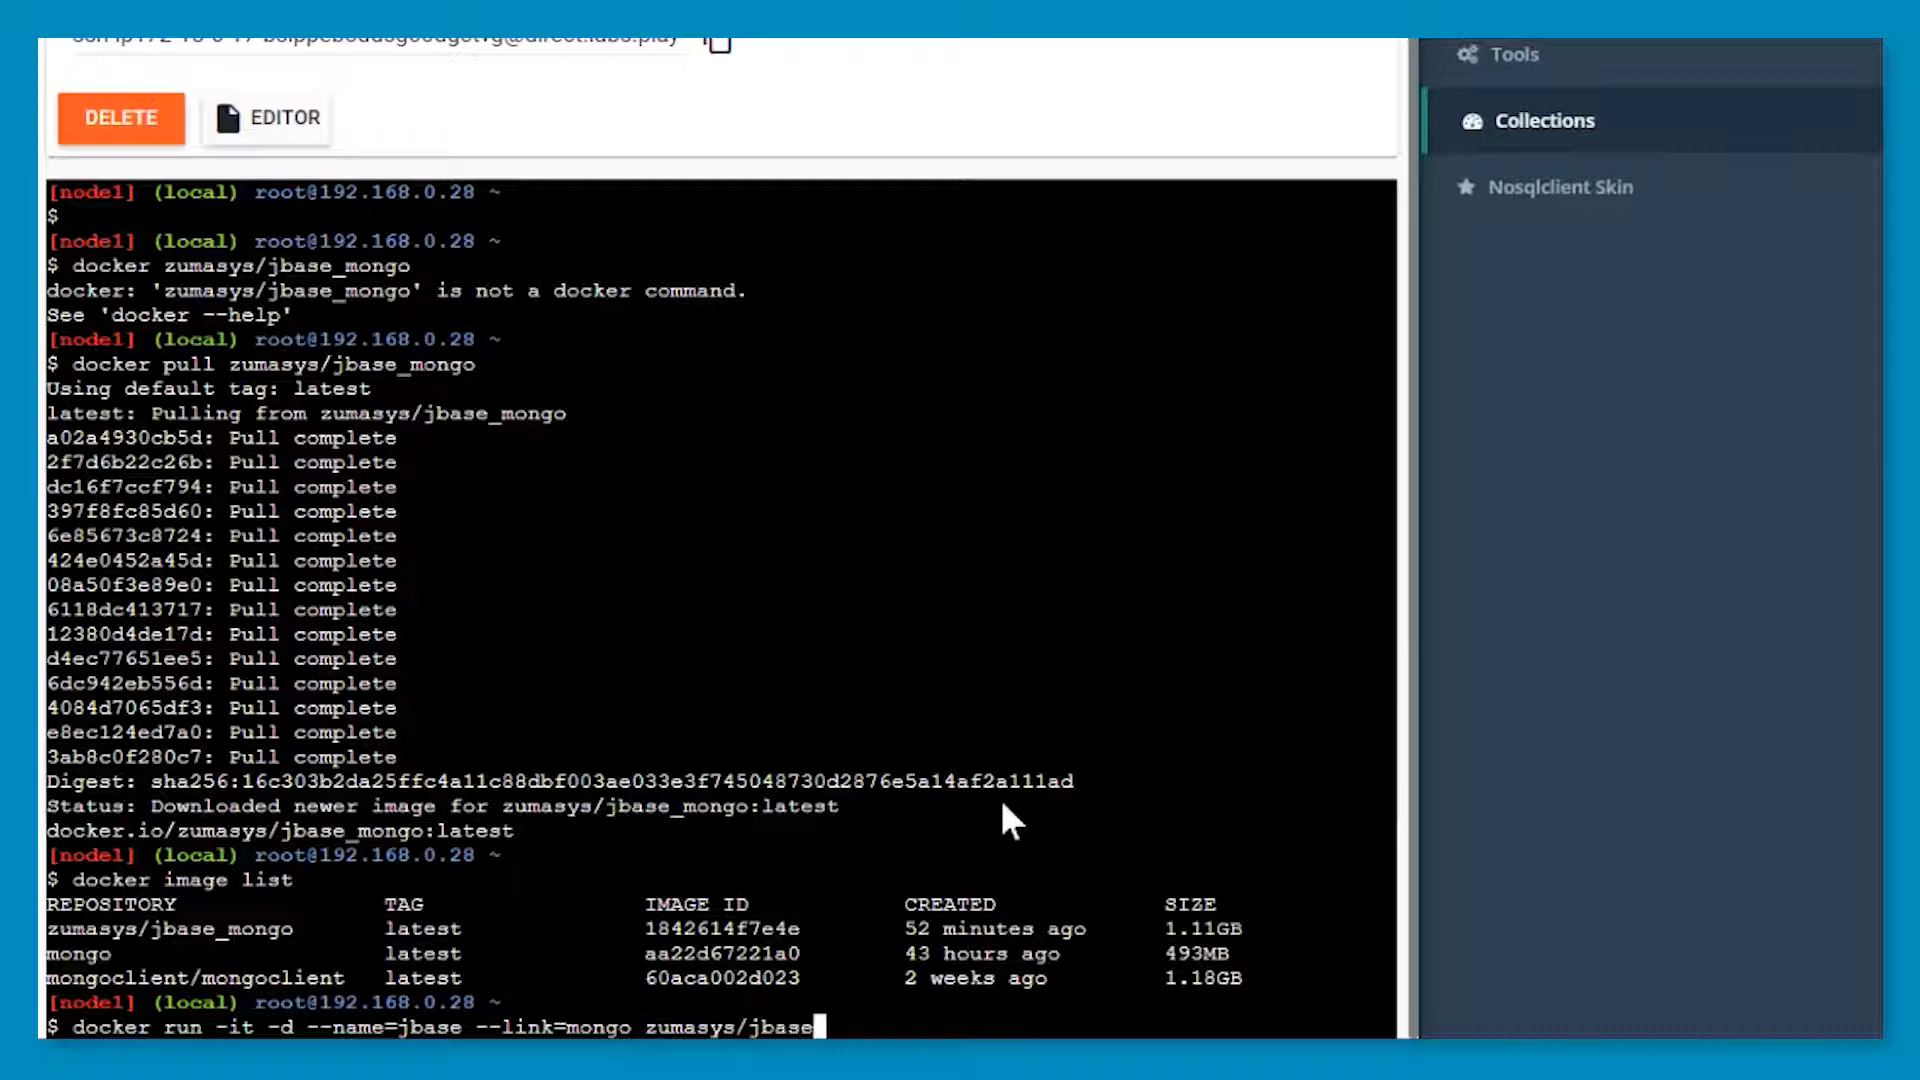 DELETE
EDITOR
[node1] (local) root@192.168.0.28 ~
$
[node1] (local) root@192.168.0.28 ~
$ docker zumasys/jbase_mongo
docker: 'zumasys/jbase_mongo' is not a docker command.
See 'docker --help'
[node1] (local) root@192.168.0.28 ~
$ docker pull zumasys/jbase_mongo
Using default tag: latest
latest: Pulling from zumasys/jbase_mongo
a02a4930cb5d: Pull complete
2f7d6b22c26b: Pull complete
dc16f7ccf794: Pull complete
397f8fc85d60: Pull complete
6e85673c8724: Pull complete
424e0452a45d: Pull complete
08a50f3e89e0: Pull complete
6118dc413717: Pull complete
12380d4de17d: Pull complete
d4ec77651ee5: Pull complete
6dc942eb556d: Pull complete
4084d7065df3: Pull complete
e8ec124ed7a0: Pull complete
3ab8c0f280c7: Pull complete
Digest: sha256:16c303b2da25ffc4a11c88dbf003ae033e3f745048730d2876e5a14af2a111ad
Status: Downloaded newer image for zumasys/jbase_mongo:latest
docker.io/zumasys/jbase_mongo:latest
[node1] (local) root@192.168.0.28 ~
$ docker image list
REPOSITORY TAG IMAGE ID CREATED SIZE
zumasys/jbase_mongo latest 1842614f7e4e 52 minutes ago 1.11GB
mongo latest aa22d67221a0 43 hours ago 493MB
mongoclient/mongoclient latest 60aca002d023 2 weeks ago 1.18GB
[node1] (local) root@192.168.0.28 ~
$ docker run -it -d --name=jbase --link=mongo zumasys/jbase
Tools
Collections
Nosqlclient Skin